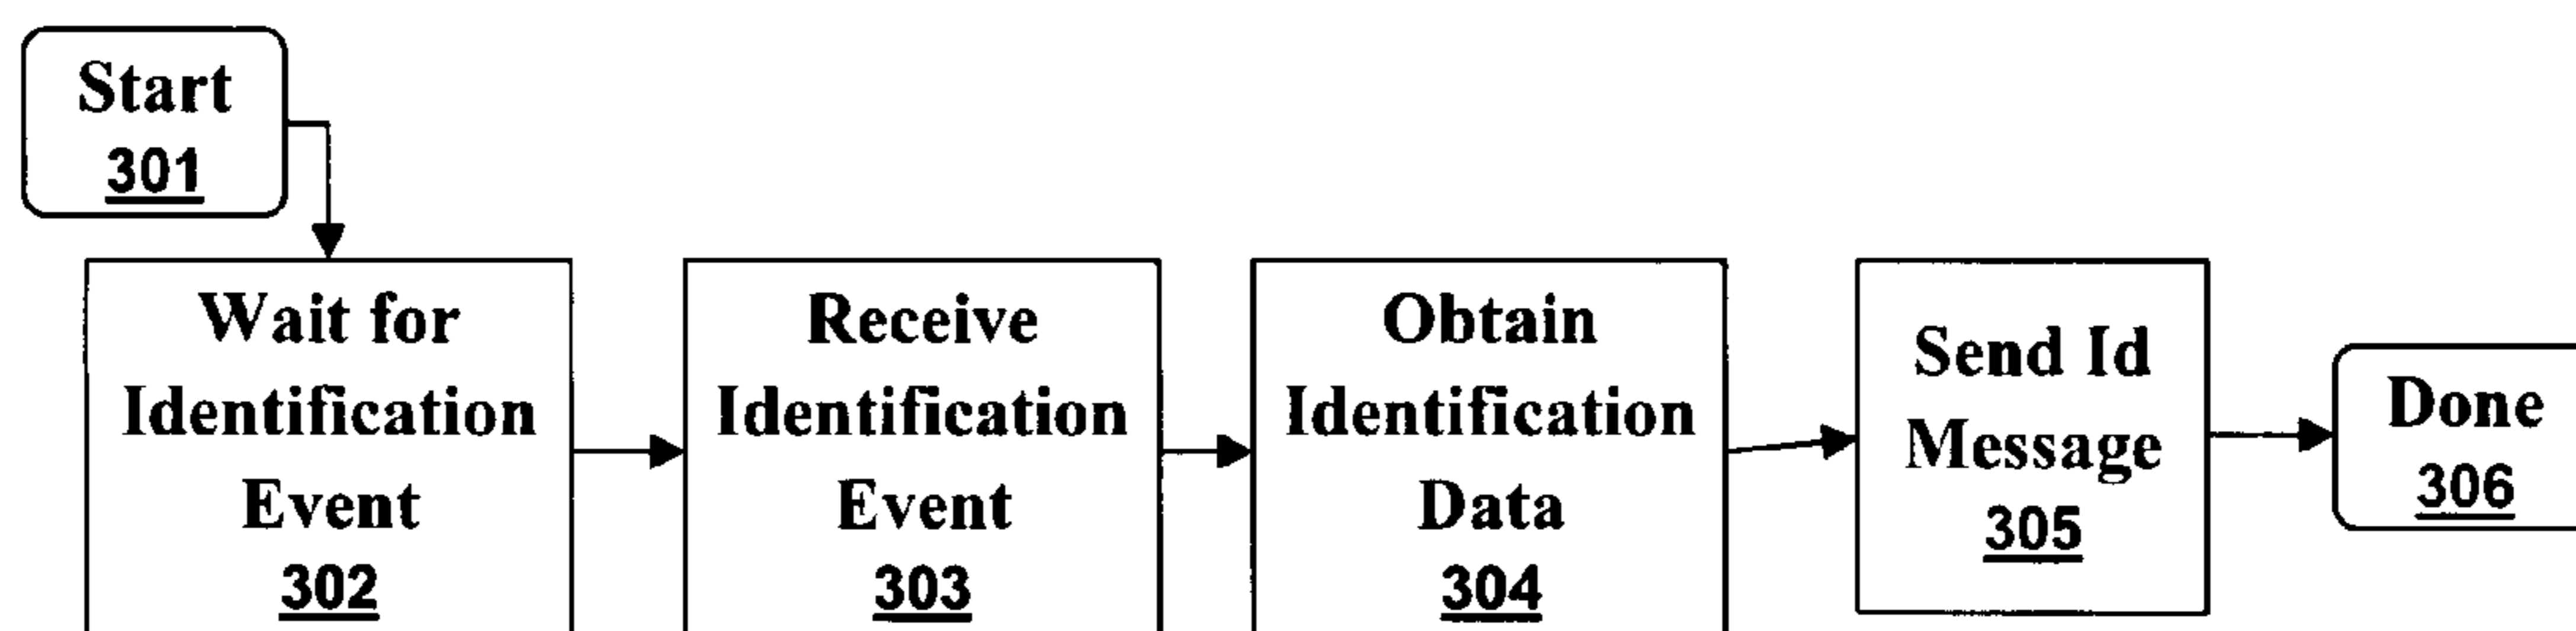 Start
301
Wait for
Identification
Event
302
Receive
Identification
Event
303
Obtain
Identification
Data
304
Send Id
Message
305
Done
306